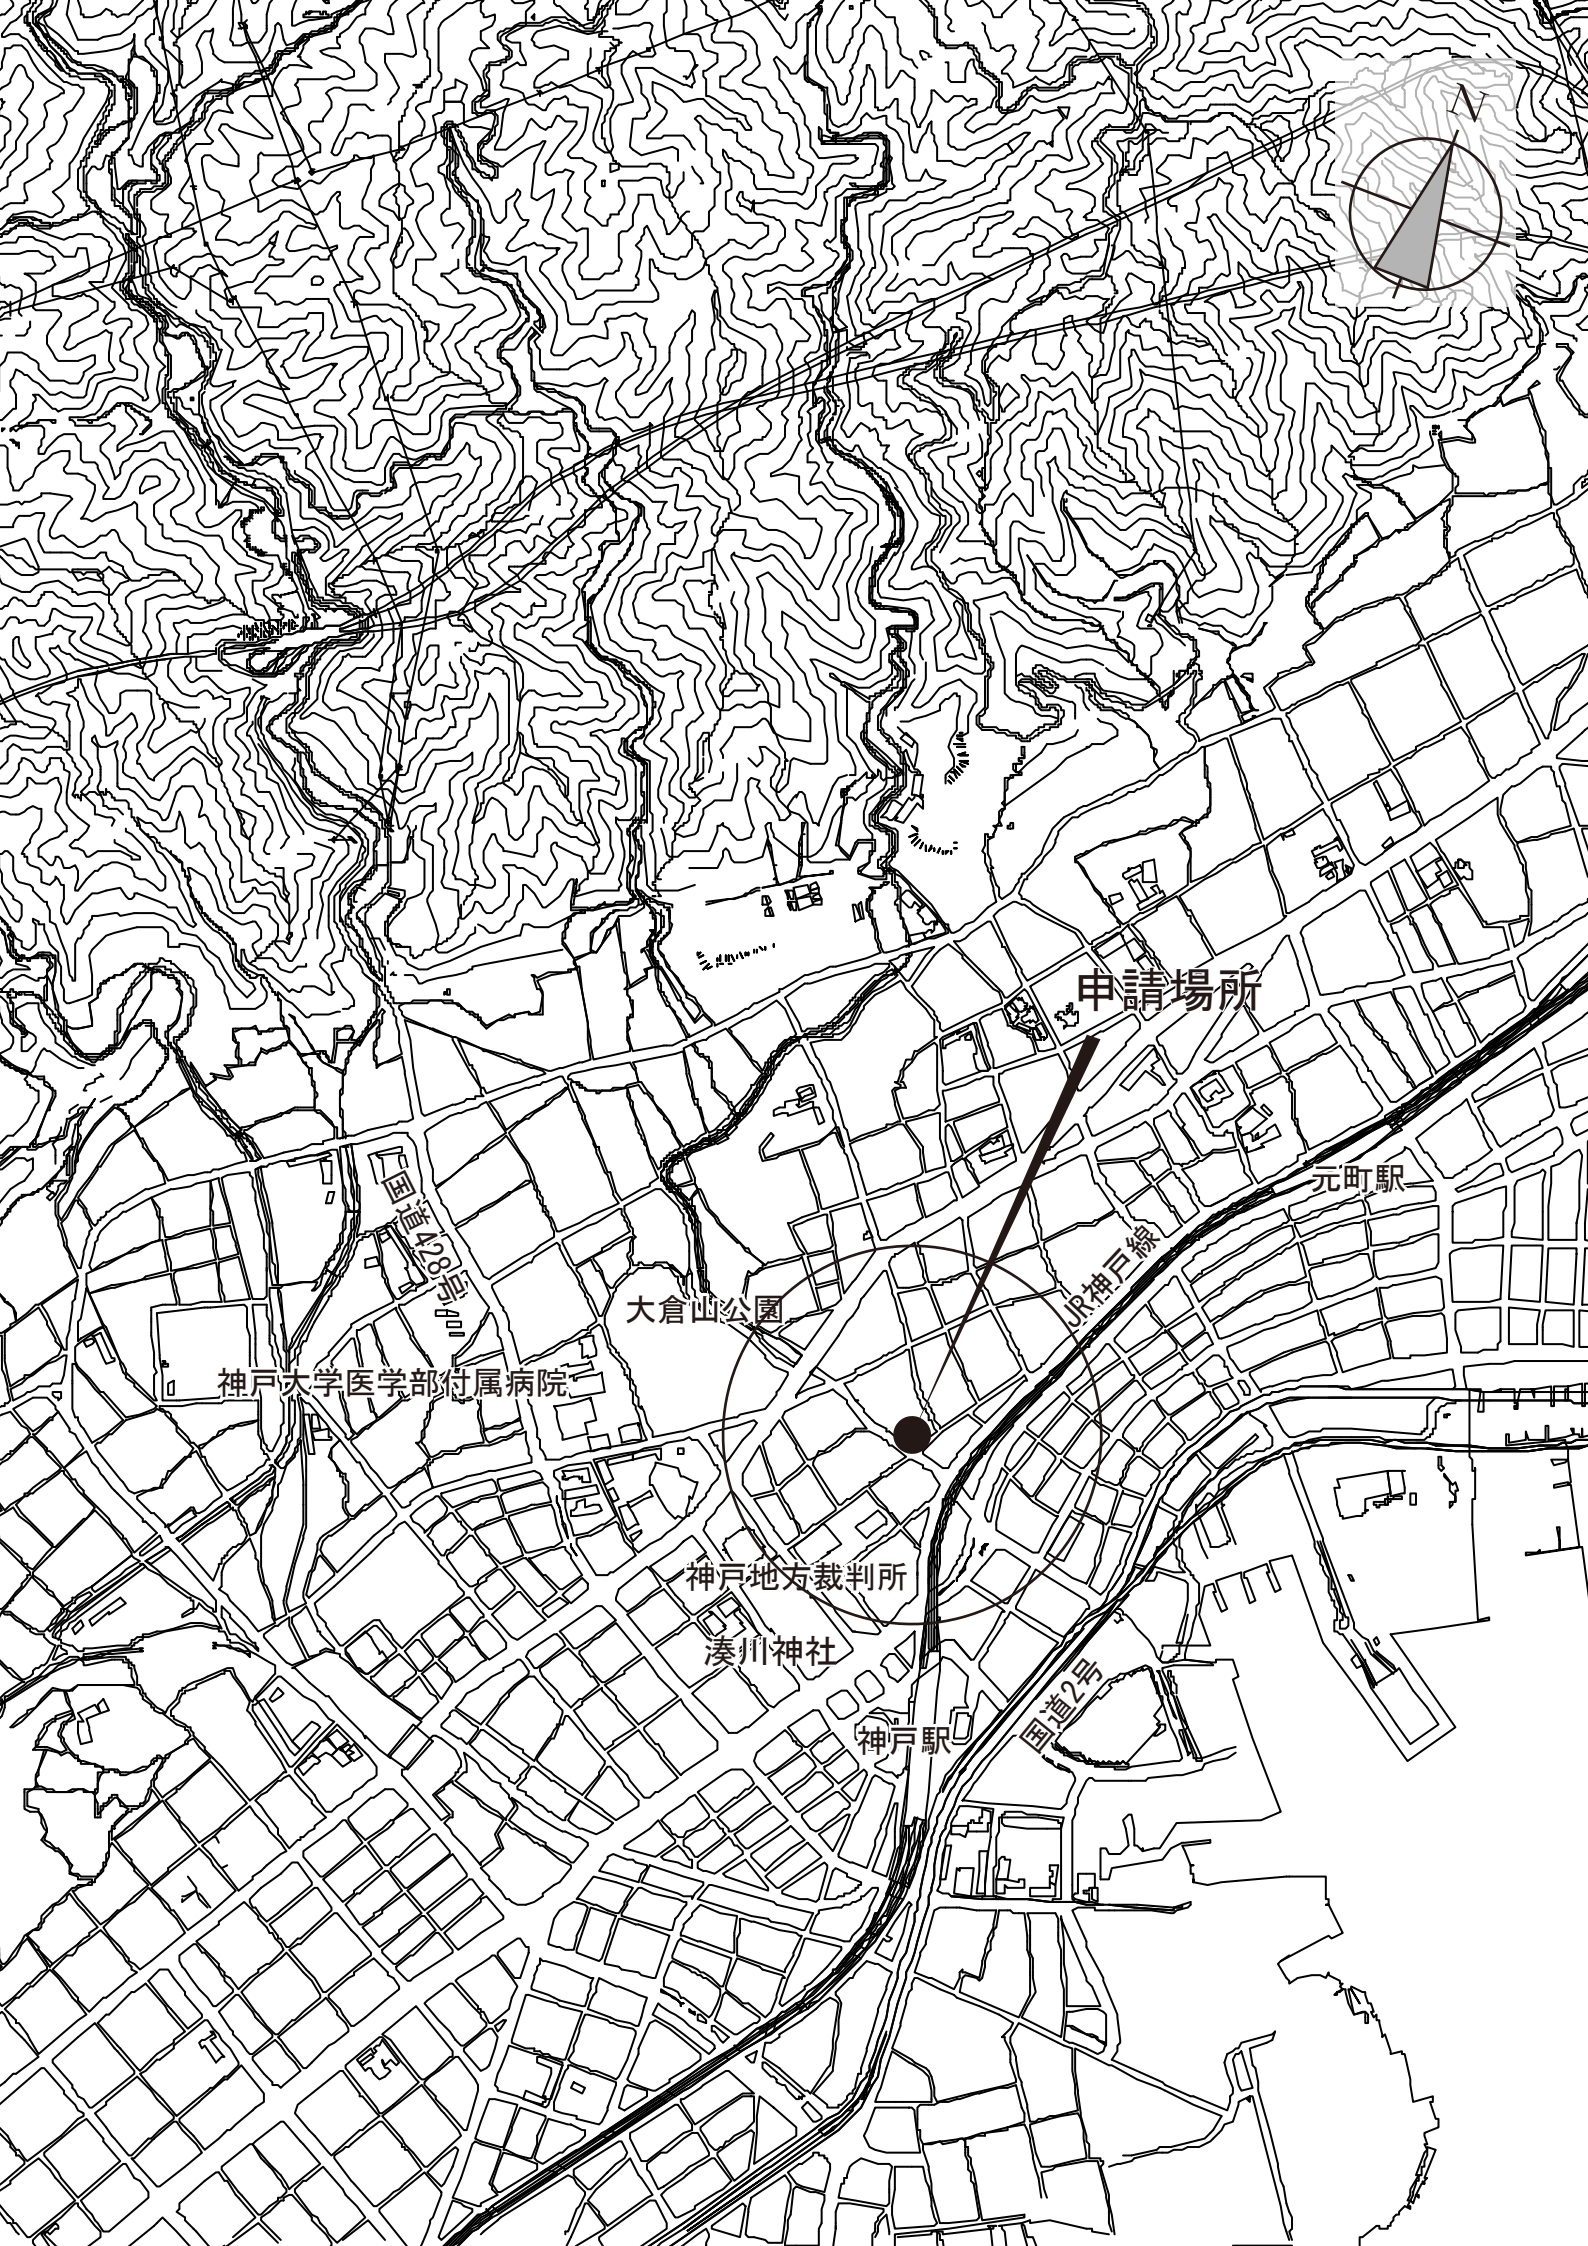 N
申請場所
元町駅
国道428号
JR神戸線
大倉山公園
神戸大学医学部付属病院
神戸地方裁判所
湊川神社
国道2号
神戸駅